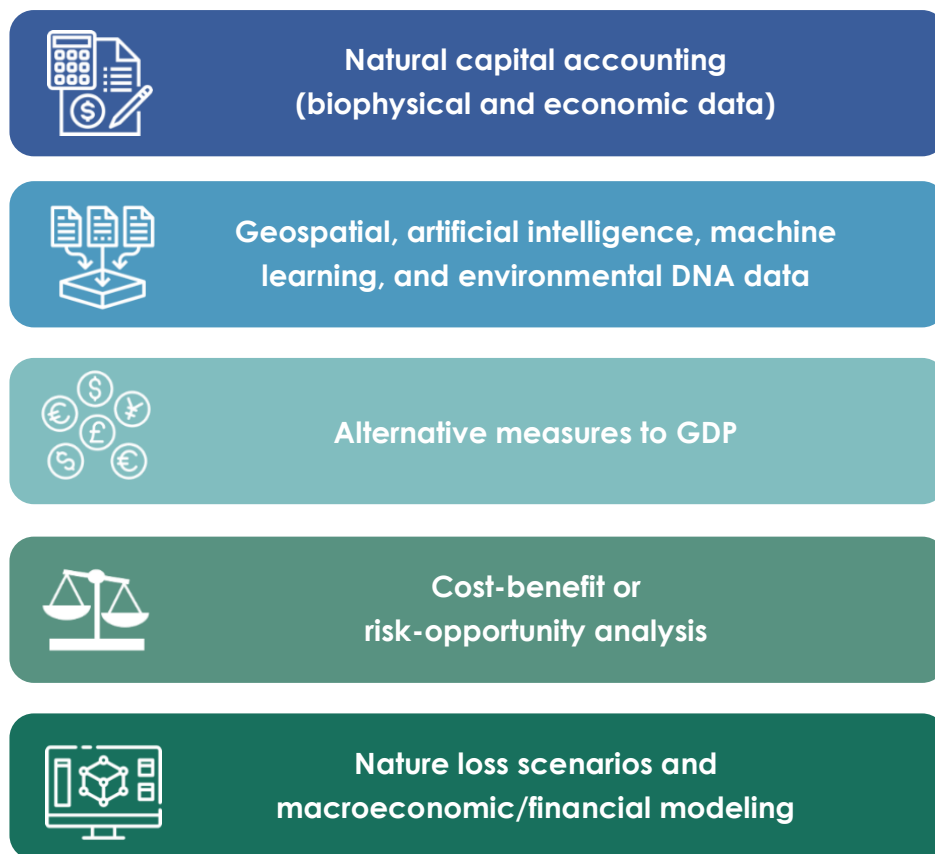 Natural capital accounting
(biophysical and economic data)
Geospatial, artificial intelligence, machine
learning, and environmental DNA data
Alternative measures to GDP
Cost-benefit or
risk-opportunity analysis
Nature loss scenarios and
macroeconomic/financial modeling